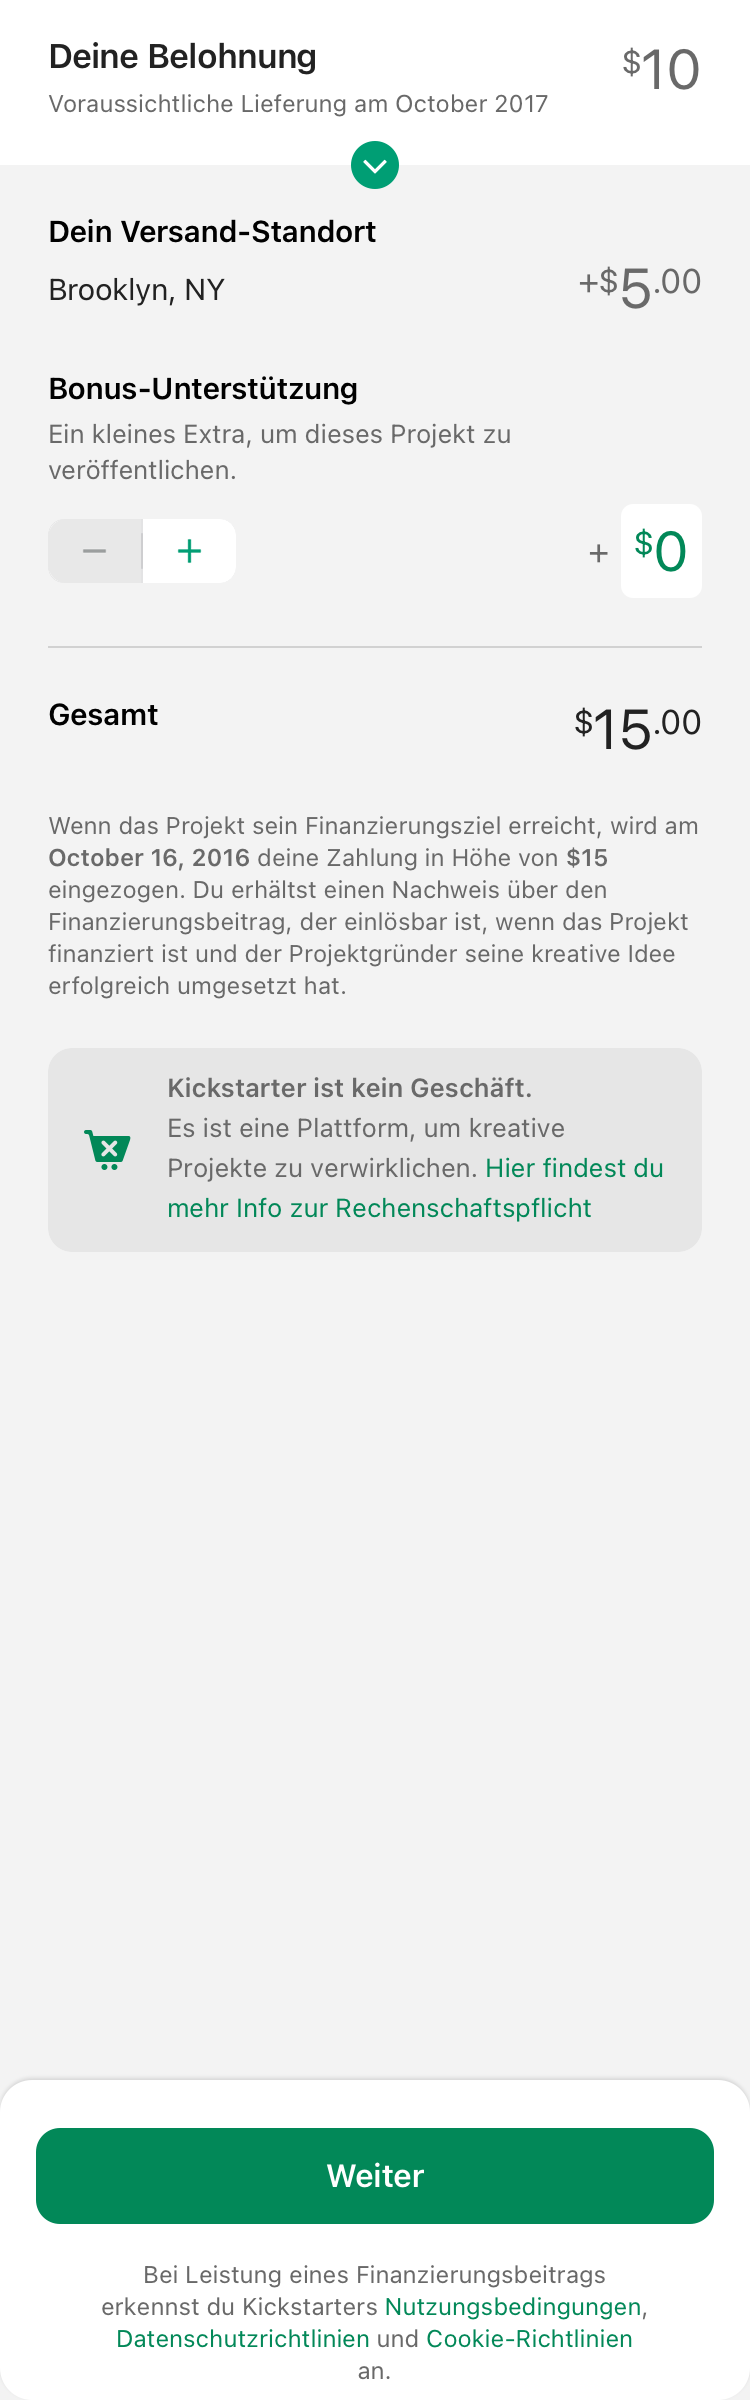 Deine Belohnung
$10
Voraussichtliche Lieferung am October 2017
Dein Versand-Standort
Brooklyn, NY
+$5.00
Bonus-Unterstützung
Ein kleines Extra, um dieses Projekt zu
veröffentlichen.
− + + $0
Gesamt
$15.00
Wenn das Projekt sein Finanzierungsziel erreicht, wird am
October 16, 2016 deine Zahlung in Höhe von $15
eingezogen. Du erhältst einen Nachweis über den
Finanzierungsbeitrag, der einlösbar ist, wenn das Projekt
finanziert ist und der Projektgründer seine kreative Idee
erfolgreich umgesetzt hat.
Kickstarter ist kein Geschäft.
Es ist eine Plattform, um kreative
Projekte zu verwirklichen. Hier findest du
mehr Info zur Rechenschaftspflicht
Weiter
Bei Leistung eines Finanzierungsbeitrags
erkennst du Kickstarters Nutzungsbedingungen,
Datenschutzrichtlinien und Cookie-Richtlinien
an.